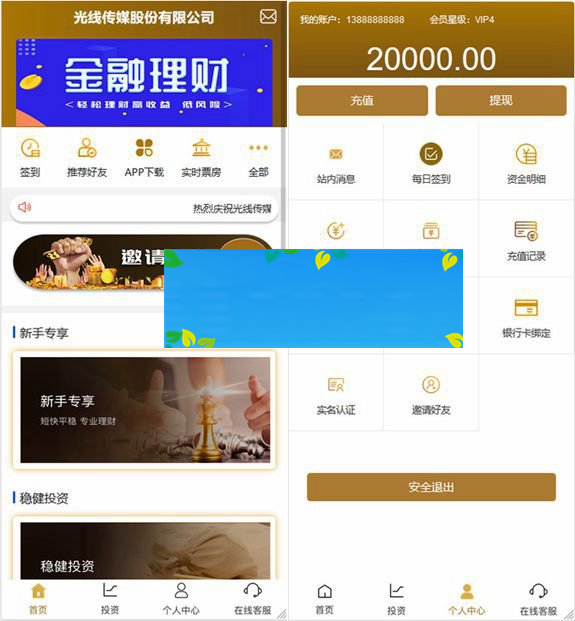 光线传媒股份有限公司
金融理财
<轻松理财高收益 低风险>
签到
推荐好友
APP下载
实时票房
全部
热烈庆祝光线传媒
邀请
新手专享
新手专享
短快平稳 专业理财
稳健投资
稳健投资
首页
投资
个人中心
在线客服
我的账户：13888888888
会员星级：VIP4
20000.00
充值
提现
站内消息
每日签到
资金明细
充值记录
银行卡绑定
实名认证
邀请好友
安全退出
首页
投资
个人中心
在线客服